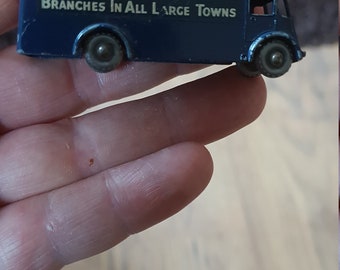 BRANCHES IN ALL LARGE TOWNS